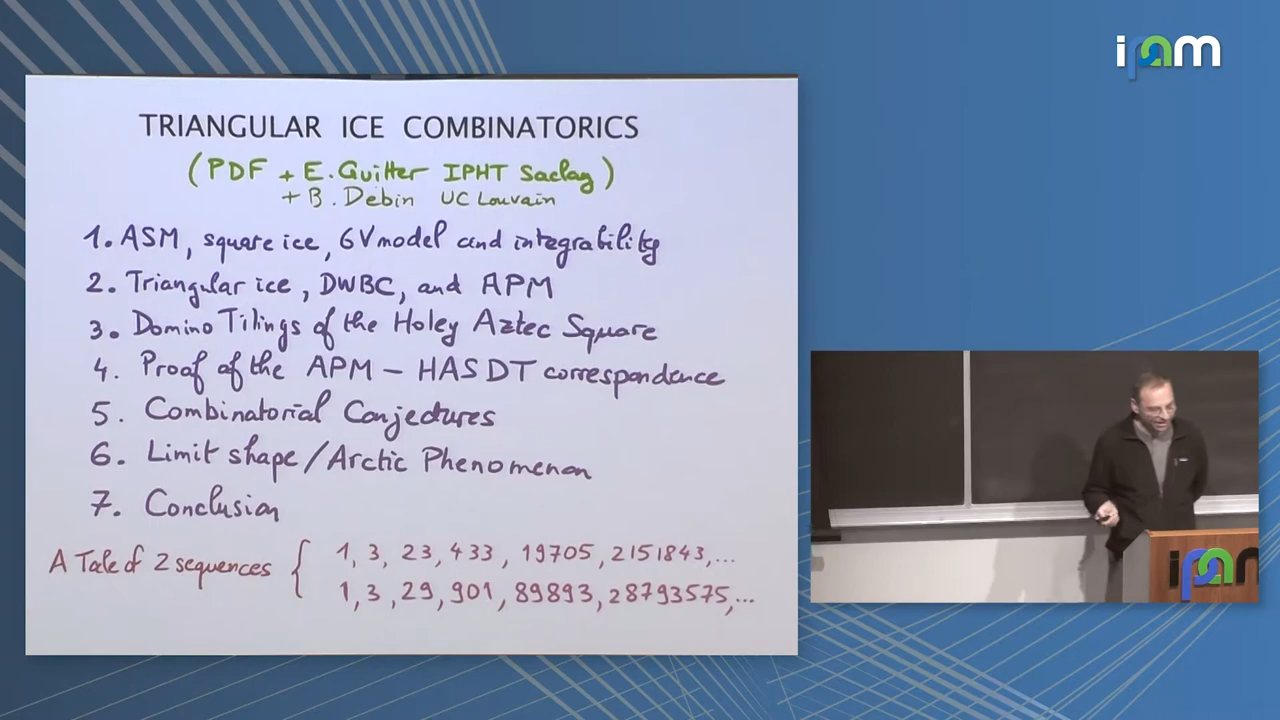 ipam
TRIANGULAR ICE COMBINATORICS
(PDF + E. Guitter IPHT Saclay)
+ B. Debin UC Louvain
1. ASM, square ice, 6V model and integrability
2. Triangular ice, DWBC, and APM
3. Domino Tilings of the Holey Aztec Square
4. Proof of the APM – HASDT correspondence
5. Combinatorial Conjectures
6. Limit shape/Arctic Phenomenon
7. Conclusion
A Tale of 2 sequences { 1, 3, 23, 433, 19705, 2151843,...
1, 3, 29, 901, 89893, 28793575,...
ipam